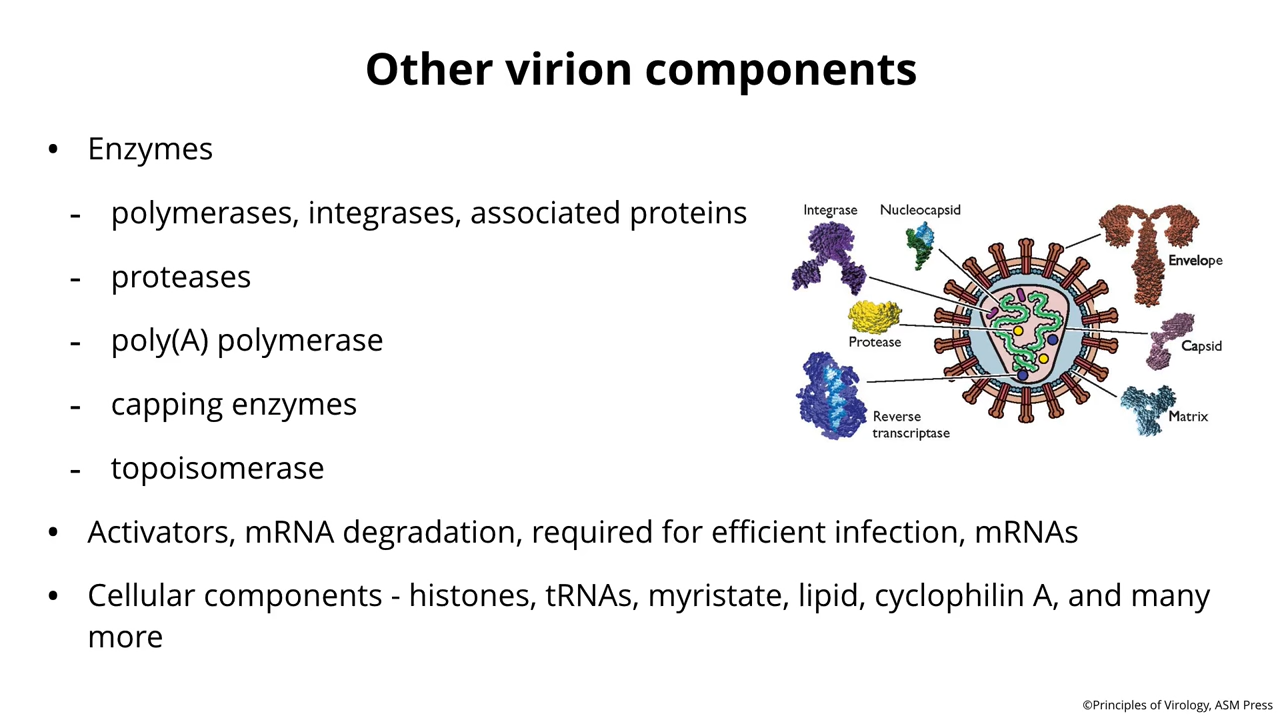 Other virion components
• Enzymes
- polymerases, integrases, associated proteins
- proteases
- poly(A) polymerase
- capping enzymes
- topoisomerase
• Activators, mRNA degradation, required for efficient infection, mRNAs
• Cellular components - histones, tRNAs, myristate, lipid, cyclophilin A, and many
more
Integrase
Nucleocapsid
Envelope
Protease
Capsid
Reverse
transcriptase
Matrix
©Principles of Virology, ASM Press